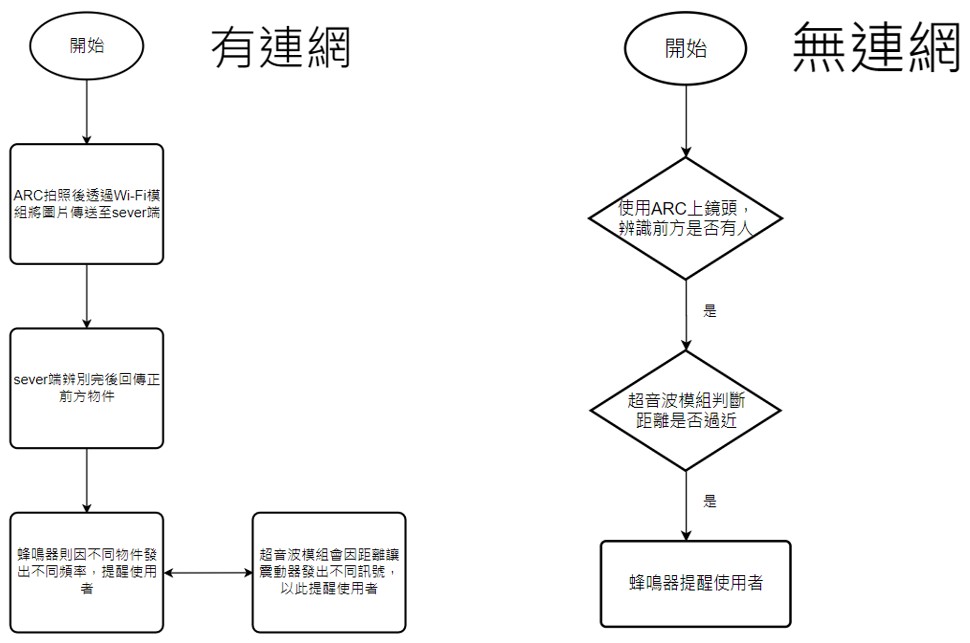 有連網
開始
ARC拍照後透過Wi-Fi模
組將圖片傳送至sever端
sever端辨別完後回傳正
前方物件
蜂鳴器則因不同物件發
出不同頻率，提醒使用
者
超音波模組會因距離讓
震動器發出不同訊號，
以此提醒使用者
無連網
開始
使用ARC上鏡頭，
辨識前方是否有人
是
超音波模組判斷
距離是否過近
是
蜂鳴器提醒使用者